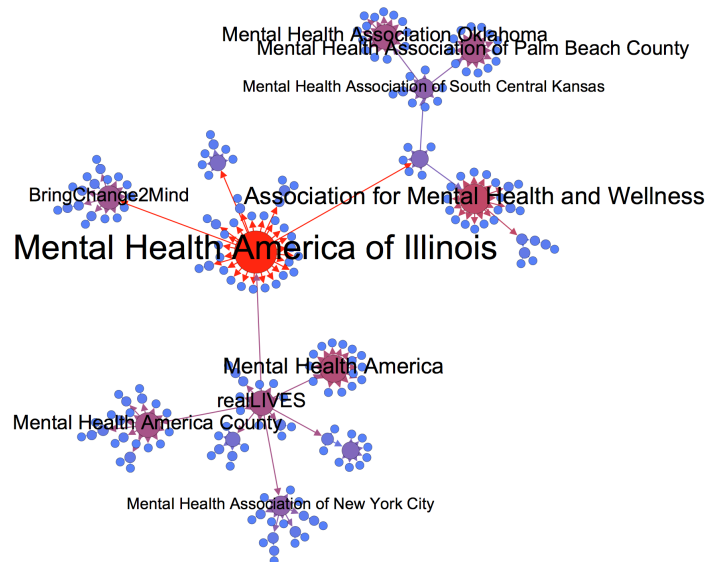 Mental Health Association Oklahoma
Mental Health Association of Palm Beach County
Mental Health Association of South Central Kansas
BringChange2Mind
Association for Mental Health and Wellness
Mental Health America of Illinois
Mental Health America
realLIVES
Mental Health America County
Mental Health Association of New York City